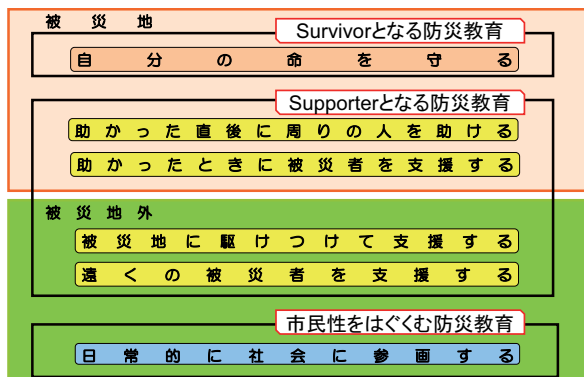 被災地
Survivorとなる防災教育
自分の命を守る
Supporterとなる防災教育
助かった直後に周りの人を助ける
助かったときに被災者を支援する
被災地外
被災地に駆けつけて支援する
遠くの被災者を支援する
市民性をはぐくむ防災教育
日常的に社会に参画する